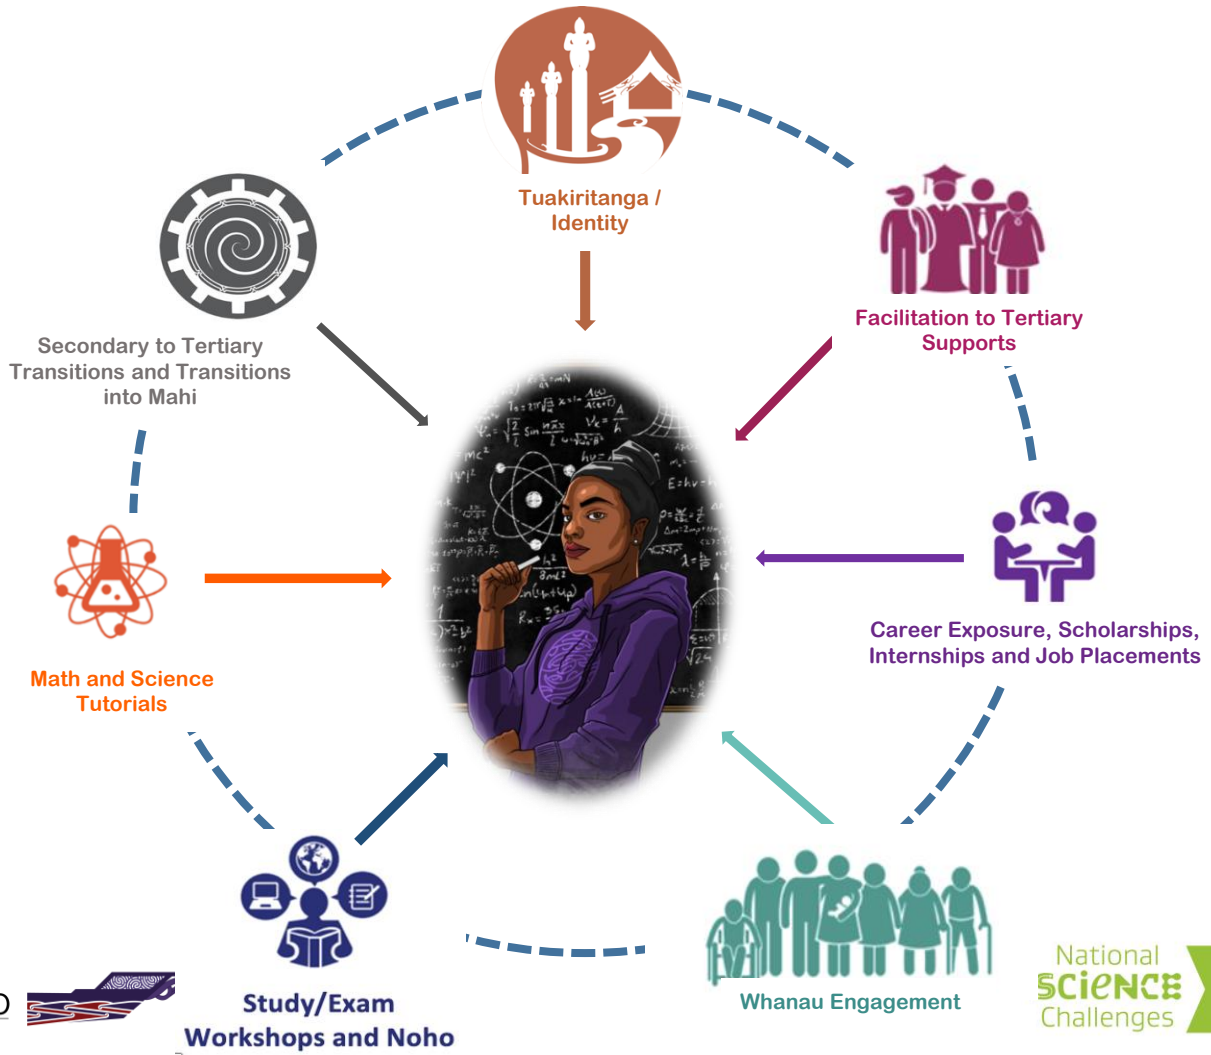 Tuakiritanga /
Identity
Facilitation to Tertiary
Supports
Secondary to Tertiary
Transitions and Transitions
into Mahi
Career Exposure, Scholarships,
Internships and Job Placements
Math and Science
Tutorials
Study/Exam
Workshops and Noho
Whanau Engagement
National
SCIENCE
Challenges